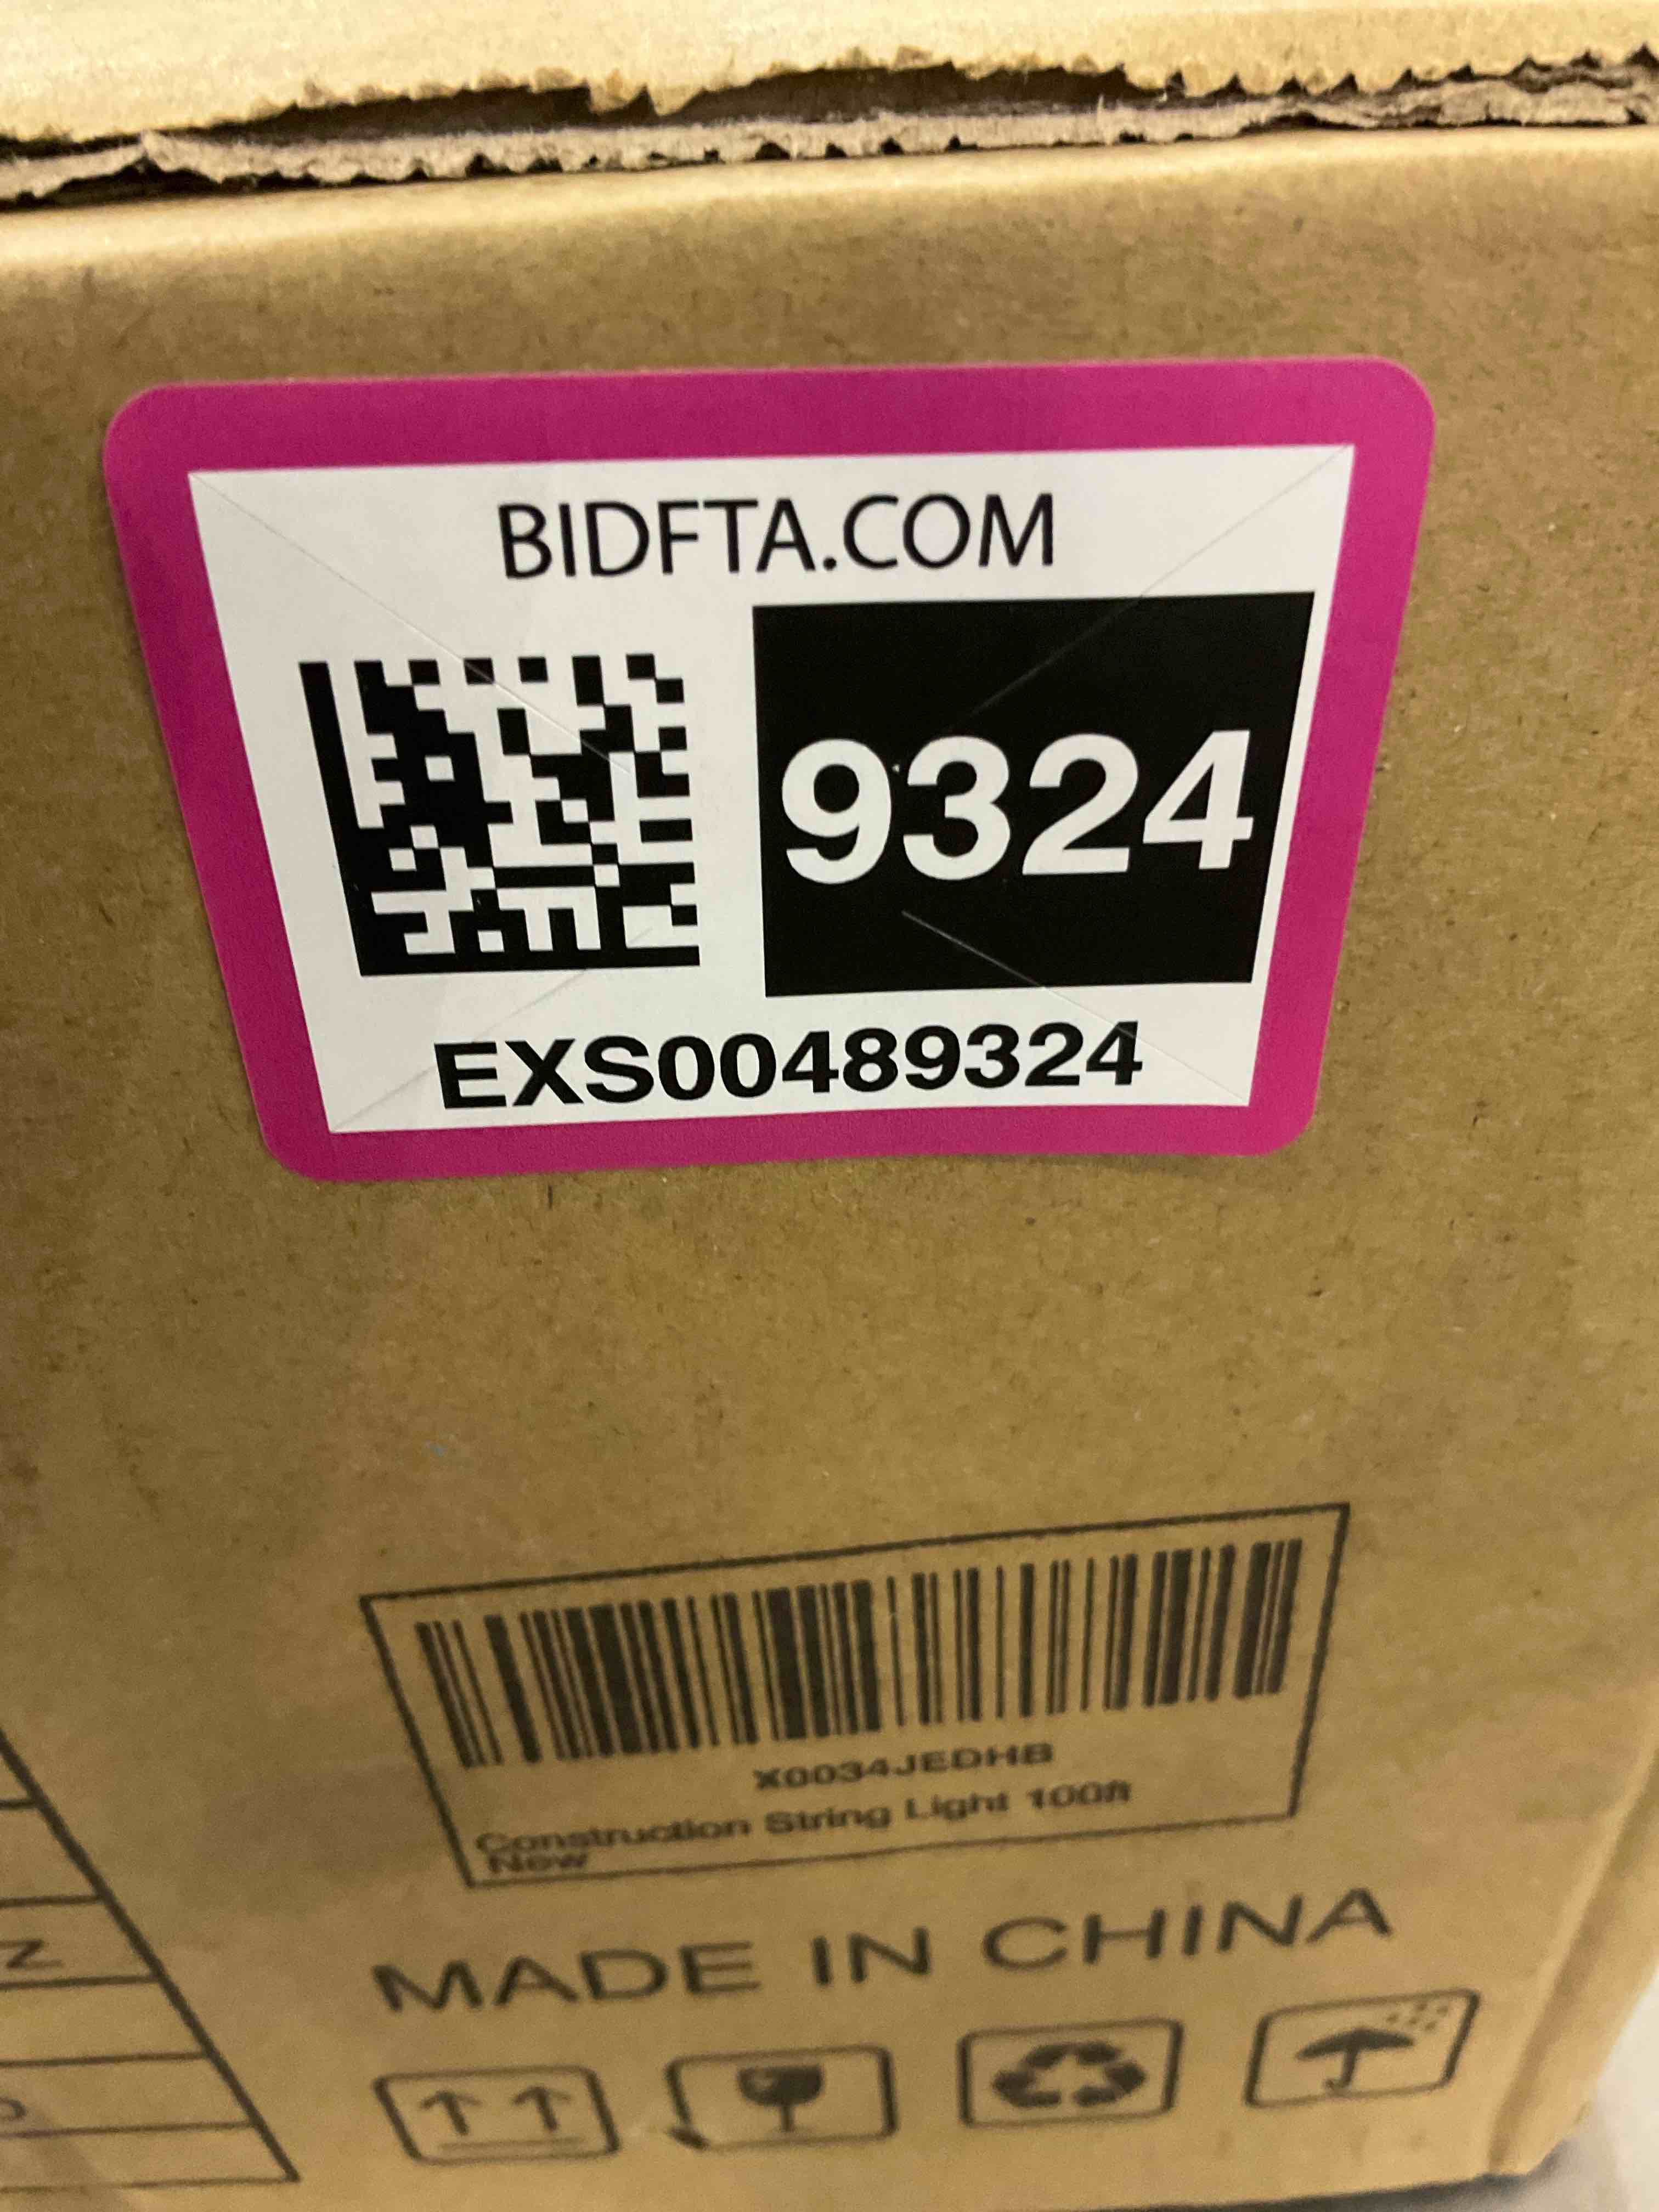 BIDFTA.COM
9324
EXS00489324
X0034JEDHB
Construction String Light 100ft
New
MADE IN CHINA
Z